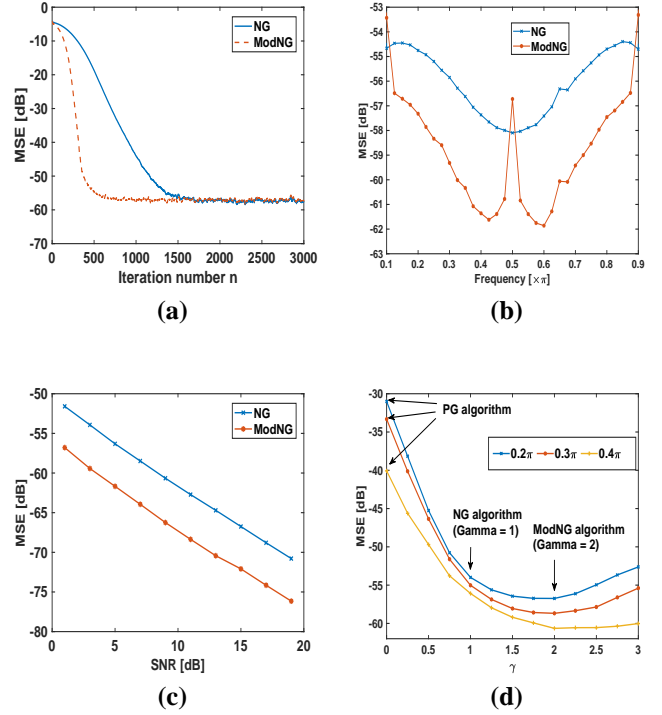 0
-10
-20
-30
-40
-50
-60
-70
MSE [dB]
NG
ModNG
0 500 1000 1500 2000 2500 3000
Iteration number n
(a)
-53
-54
-55
-56
-57
-58
-59
-60
-61
-62
-63
MSE [dB]
NG
ModNG
0.1 0.2 0.3 0.4 0.5 0.6 0.7 0.8 0.9
Frequency [×π]
(b)
-50
-55
-60
-65
-70
-75
-80
MSE [dB]
NG
ModNG
0 5 10 15 20
SNR [dB]
(c)
-30
-40
-50
-60
MSE [dB]
PG algorithm
0.2π 0.3π 0.4π
NG algorithm
(Gamma = 1)
ModNG algorithm
(Gamma = 2)
0 0.5 1 1.5 2 2.5 3
γ
(d)